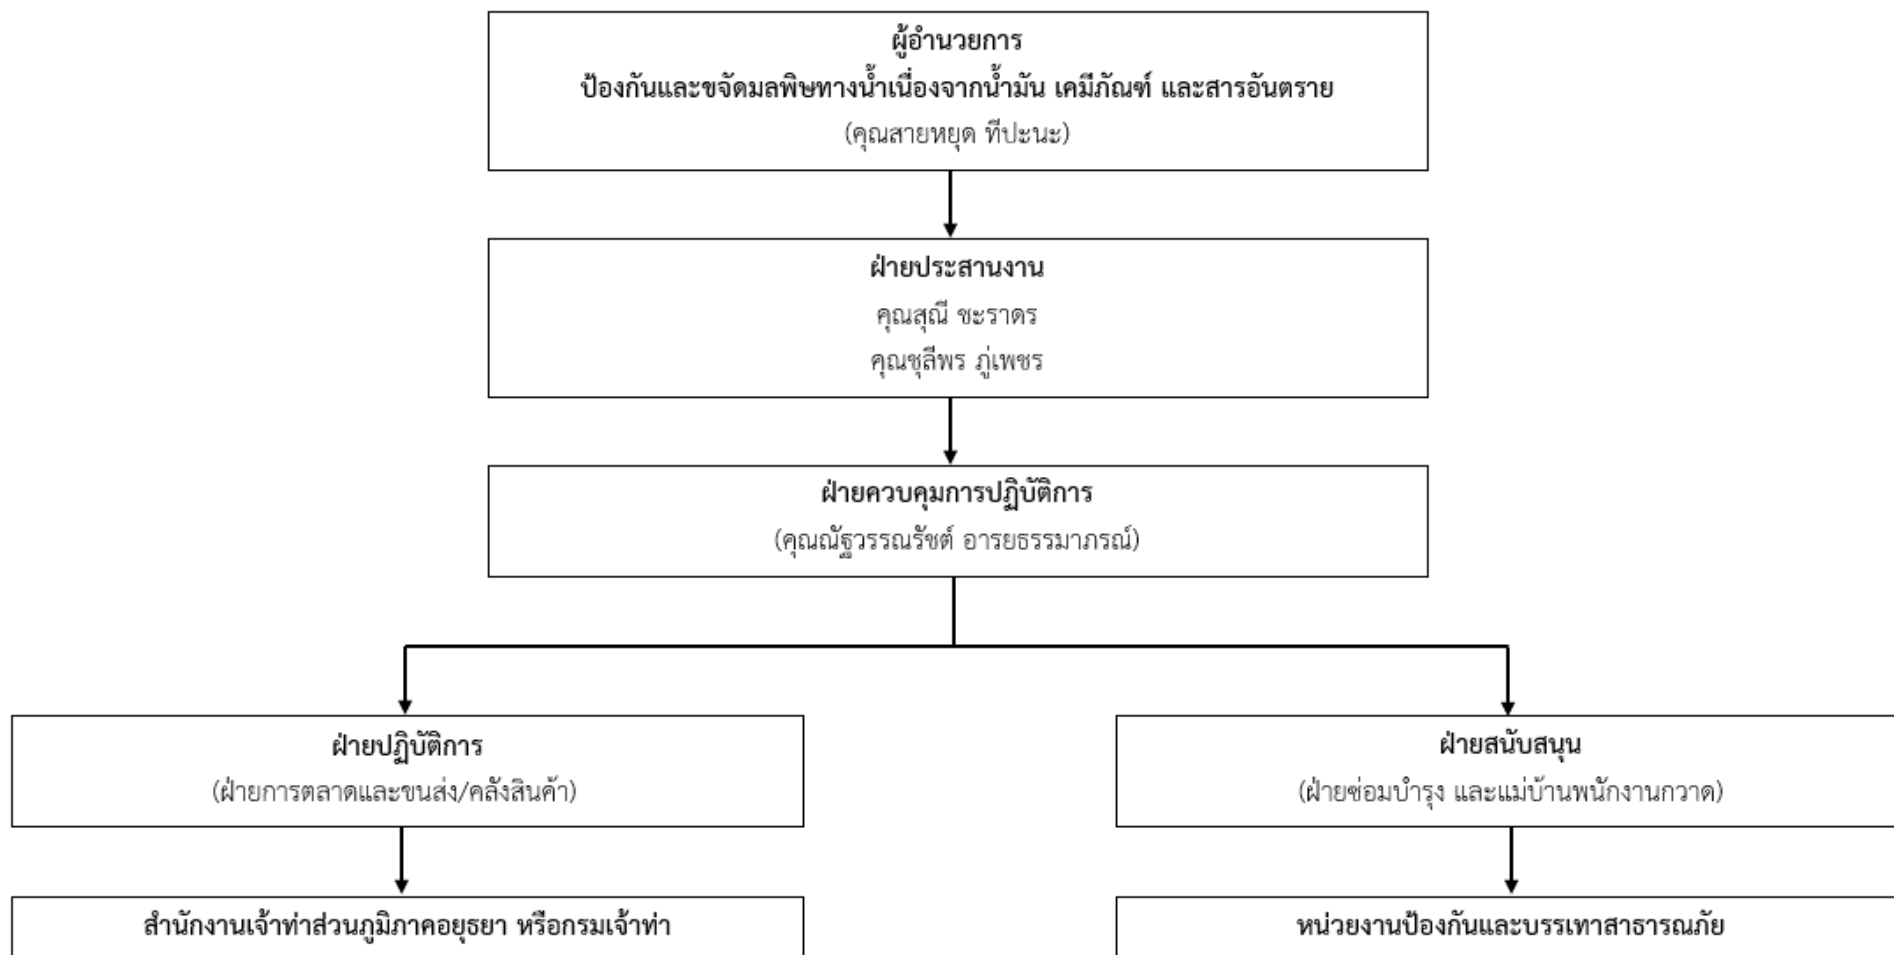 ผู้อำนวยการ
ป้องกันและขจัดมลพิษทางน้ำเนื่องจากน้ำมัน เคมีภัณฑ์ และสารอันตราย
(คุณสายหยุด ทีปะนะ)
ฝ่ายประสานงาน
คุณสุณี ชะราดร
คุณชุลีพร ภู่เพชร
ฝ่ายควบคุมการปฏิบัติการ
(คุณณัฐวรรณรัชต์ อารยธรรมาภรณ์)
ฝ่ายปฏิบัติการ
(ฝ่ายการตลาดและขนส่ง/คลังสินค้า)
ฝ่ายสนับสนุน
(ฝ่ายซ่อมบำรุง และแม่บ้านพนักงานกวาด)
สำนักงานเจ้าท่าส่วนภูมิภาคอยุธยา หรือกรมเจ้าท่า
หน่วยงานป้องกันและบรรเทาสาธารณภัย